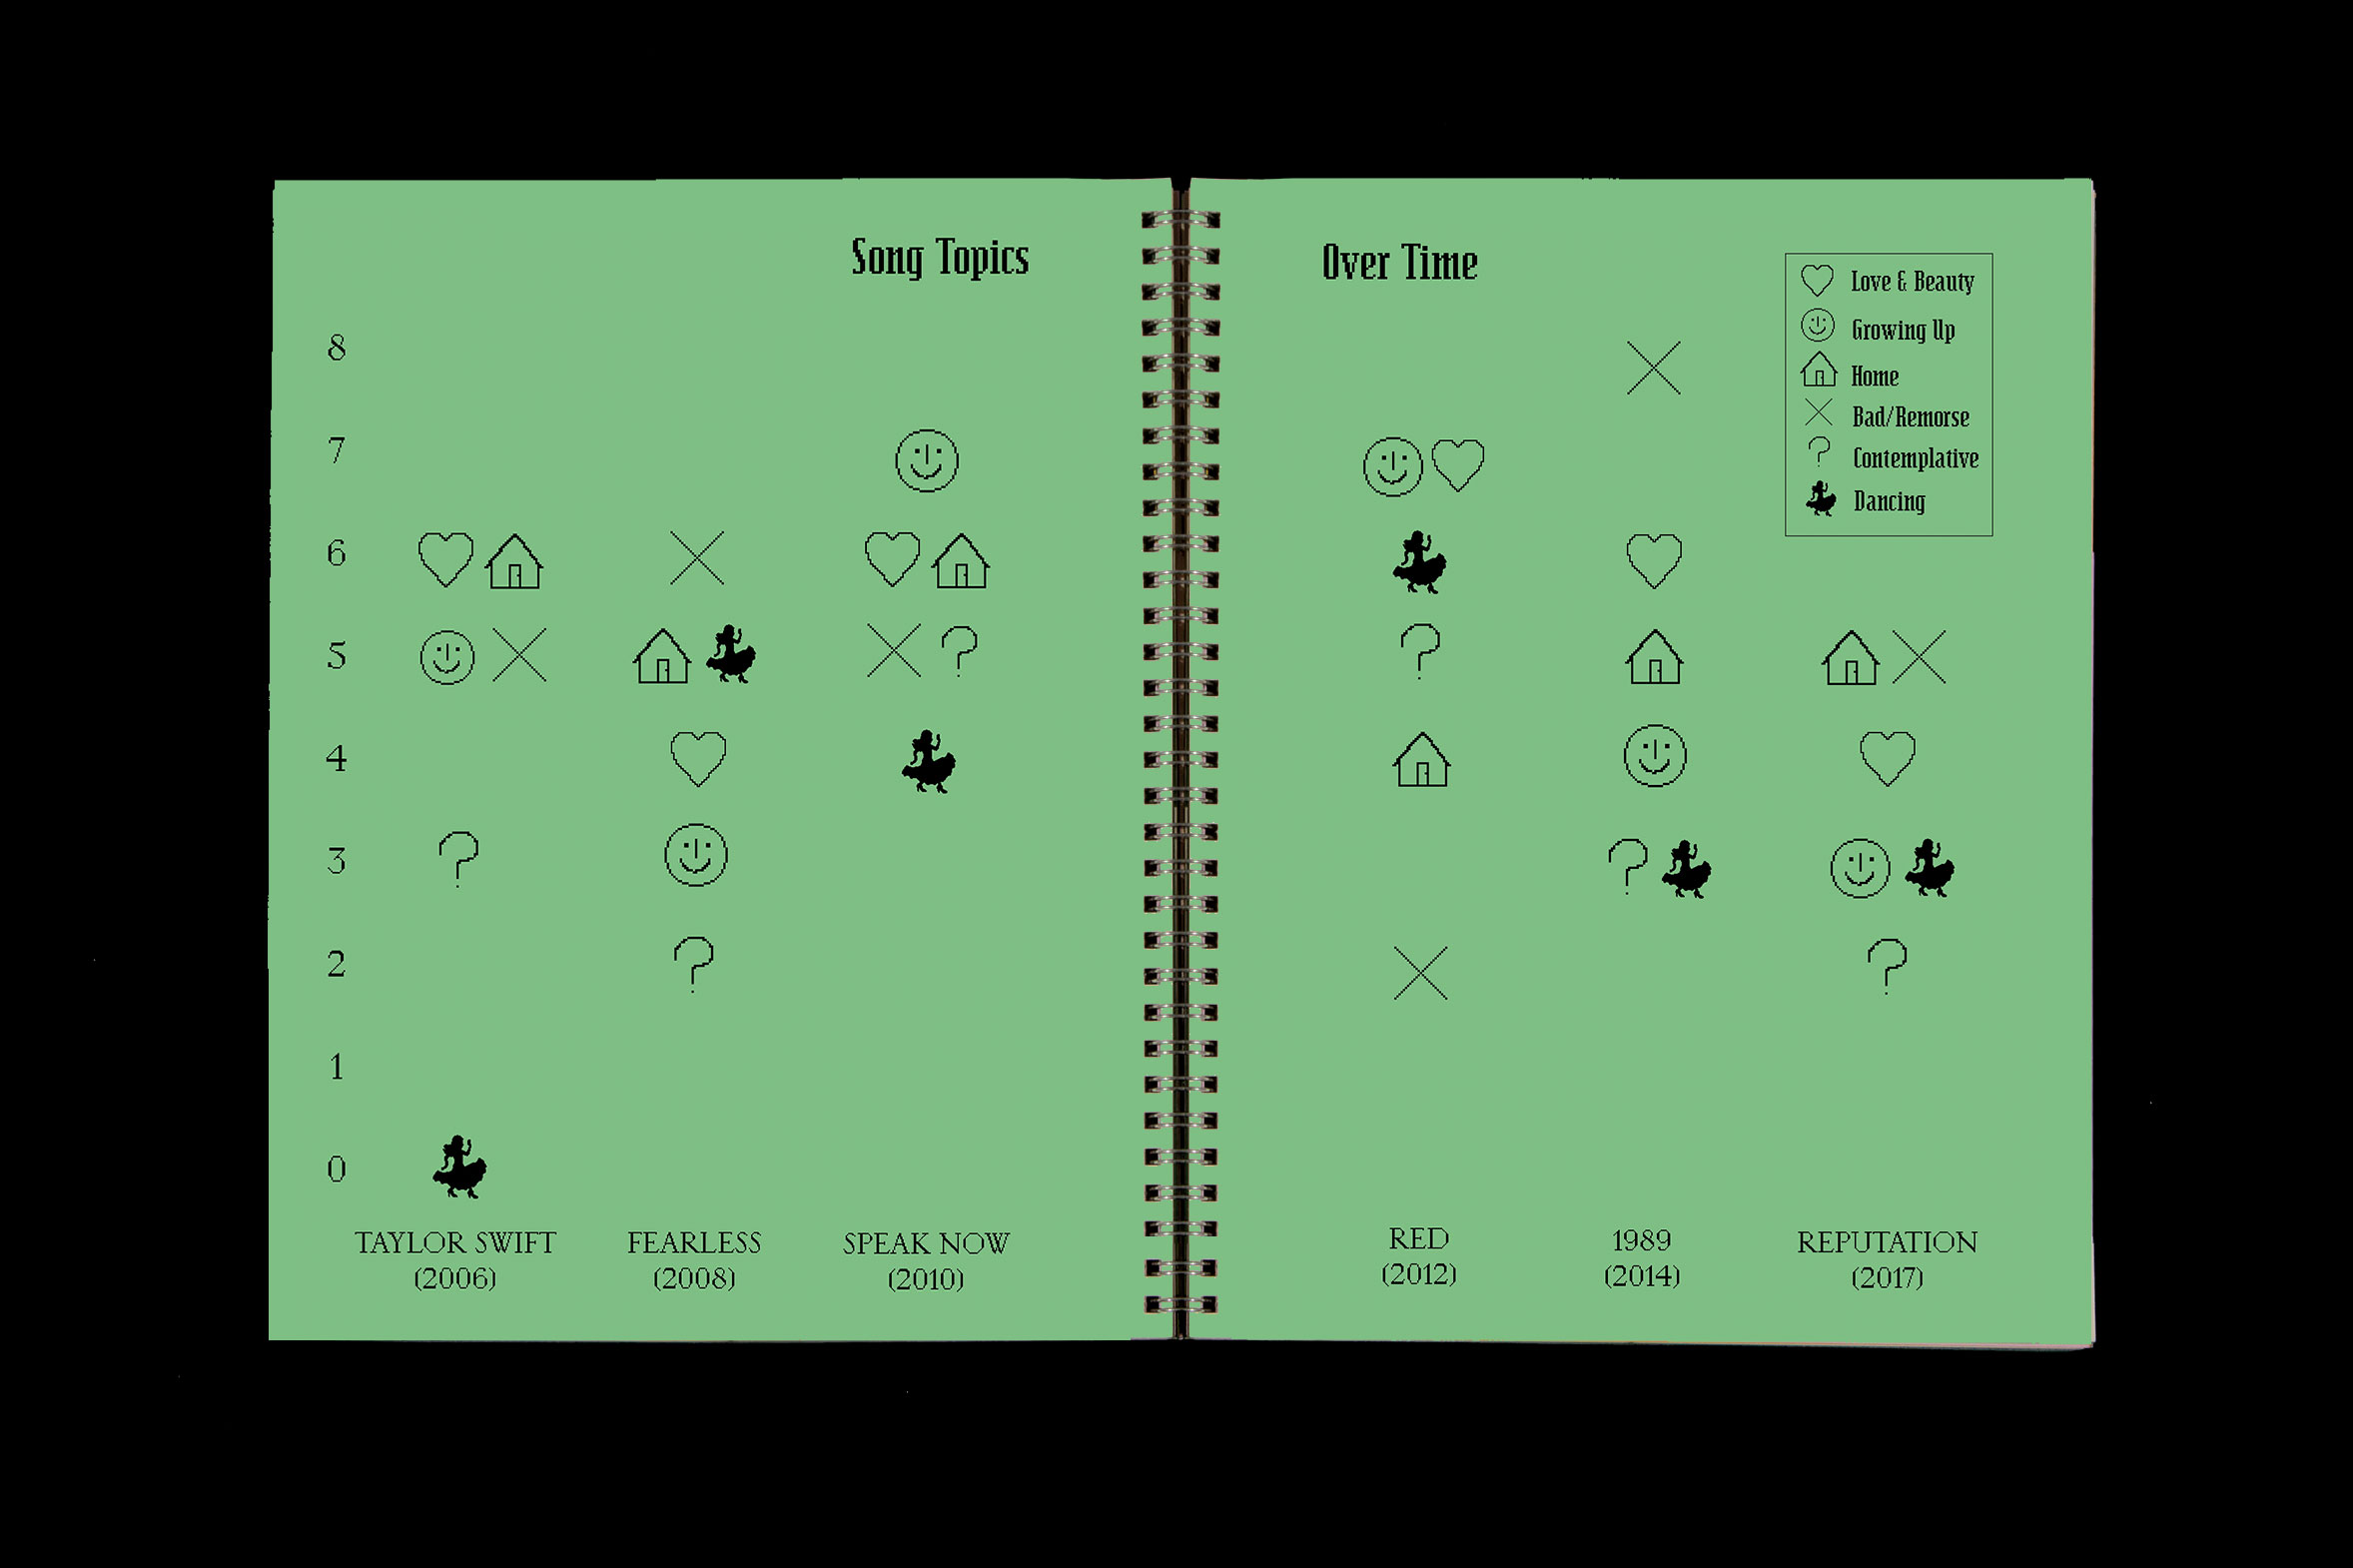 Song Topics
Over Time
Love & Beauty
Growing Up
Home
Bad/Remorse
Contemplative
Dancing
8
7
6
5
4
3
2
1
0
TAYLOR SWIFT
(2006)
FEARLESS
(2008)
SPEAK NOW
(2010)
RED
(2012)
1989
(2014)
REPUTATION
(2017)